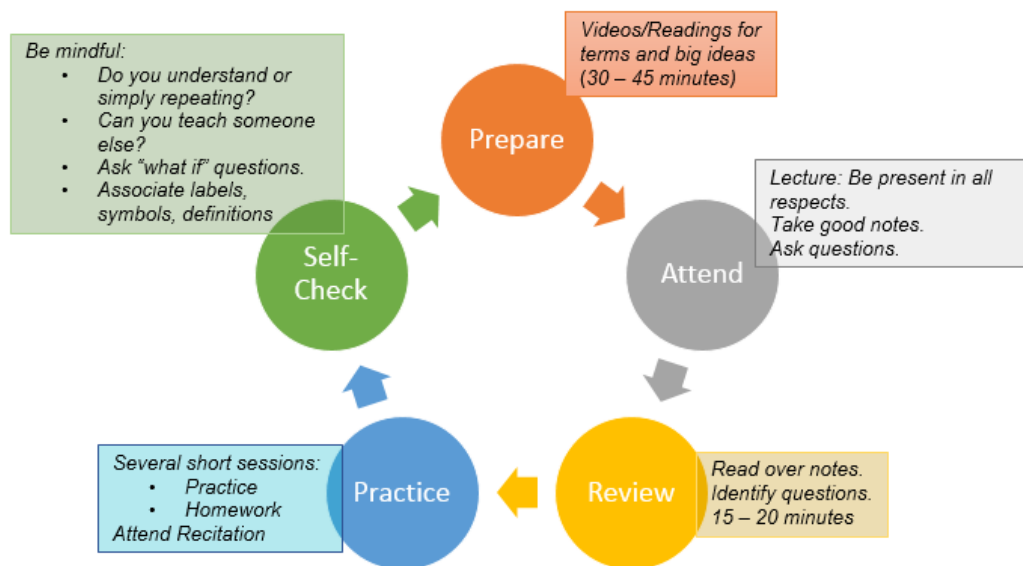 Prepare
Videos/Readings for
terms and big ideas
(30 – 45 minutes)
Attend
Lecture: Be present in all
respects.
Take good notes.
Ask questions.
Review
Read over notes.
Identify questions.
15 – 20 minutes
Practice
Several short sessions:
• Practice
• Homework
Attend Recitation
Self-
Check
Be mindful:
• Do you understand or
simply repeating?
• Can you teach someone
else?
• Ask “what if” questions.
• Associate labels,
symbols, definitions